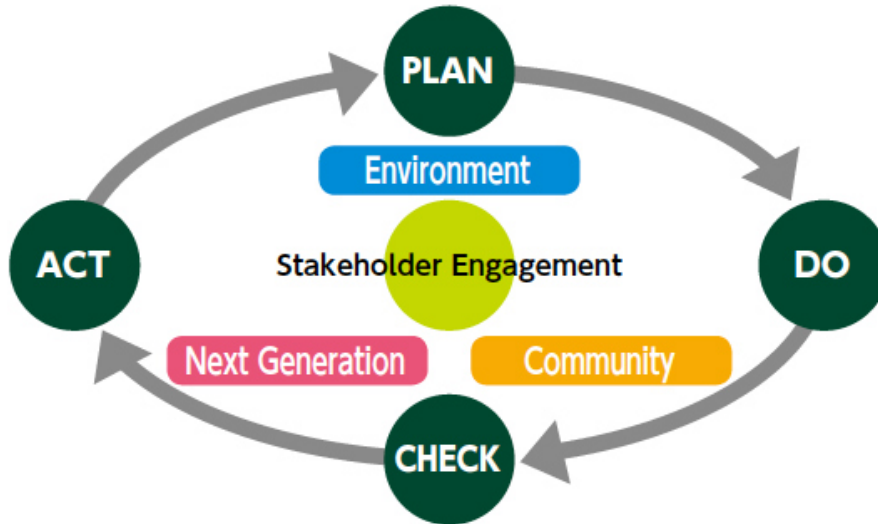 PLAN
Environment
ACT
Stakeholder Engagement
DO
Next Generation
Community
CHECK